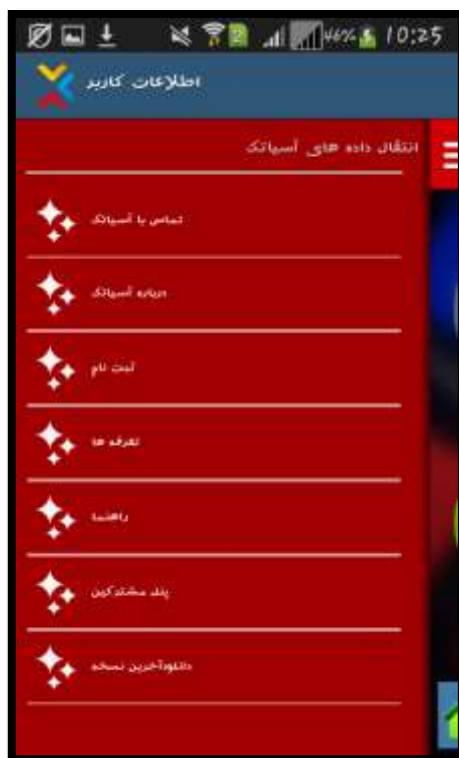 46% 10:25
اطلاعات کاربر
انتقال داده های آسیاتک
تماس با آسیاتک
درباره آسیاتک
ثبت نام
تعرفه ها
راهنما
پنل مشترکین
دانلودآخرین نسخه